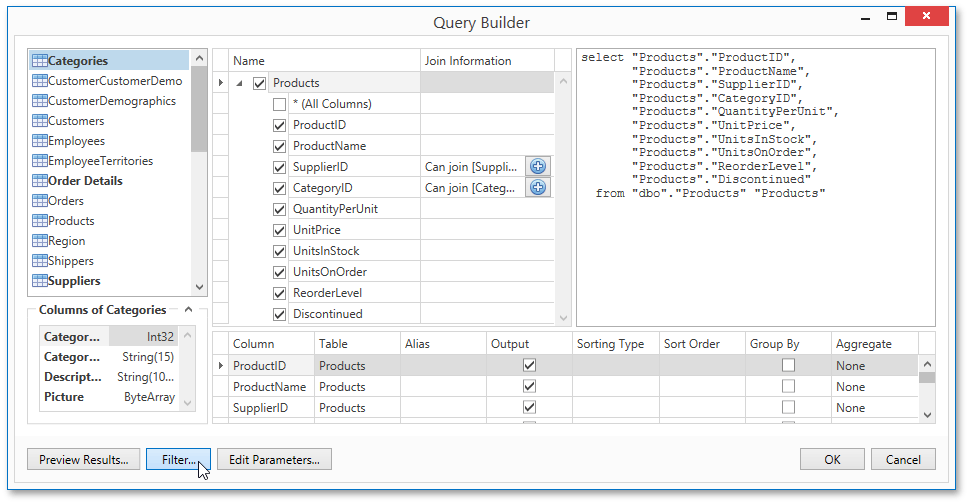 Query Builder
Categories
CustomerCustomerDemo
CustomerDemographics
Customers
Employees
EmployeeTerritories
Order Details
Orders
Products
Region
Shippers
Suppliers
Columns of Categories
Categor... Int32
Categor... String(15)
Descript... String(10...
Picture ByteArray
Name Join Information
Products
* (All Columns)
ProductID
ProductName
SupplierID Can join [Suppli...
CategoryID Can join [Categ...
QuantityPerUnit
UnitPrice
UnitsInStock
UnitsOnOrder
ReorderLevel
Discontinued
select "Products"."ProductID",
"Products"."ProductName",
"Products"."SupplierID",
"Products"."CategoryID",
"Products"."QuantityPerUnit",
"Products"."UnitPrice",
"Products"."UnitsInStock",
"Products"."UnitsOnOrder",
"Products"."ReorderLevel",
"Products"."Discontinued"
from "dbo"."Products" "Products"
Column Table Alias Output Sorting Type Sort Order Group By Aggregate
ProductID Products None
ProductName Products None
SupplierID Products None
Preview Results... Filter... Edit Parameters... OK Cancel